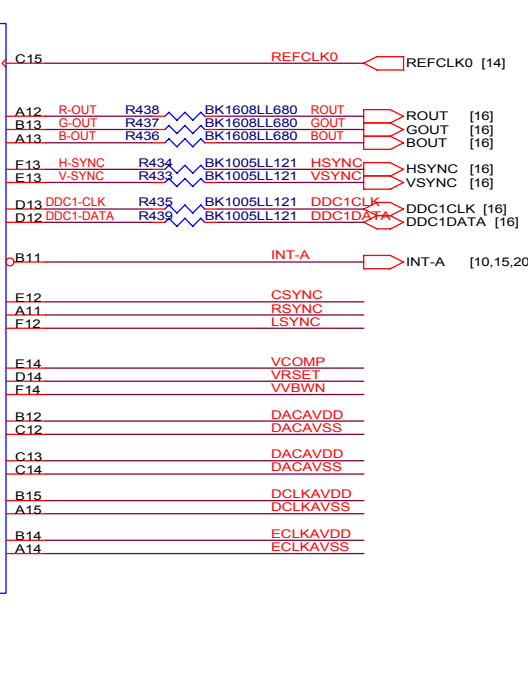 C15 REFCLK0 REFCLK0 [14]
A12 R-OUT R438 BK1608LL680 ROUT ROUT [16]
B13 G-OUT R437 BK1608LL680 GOUT GOUT [16]
A13 B-OUT R436 BK1608LL680 BOUT BOUT [16]
F13 H-SYNC R434 BK1005LL121 HSYNC HSYNC [16]
E13 V-SYNC R433 BK1005LL121 VSYNC VSYNC [16]
D13 DDC1-CLK R435 BK1005LL121 DDC1CLK DDC1CLK [16]
D12 DDC1-DATA R439 BK1005LL121 DDC1DATA DDC1DATA [16]
B11 INT-A INT-A [10,15,20
E12 CSYNC
A11 RSYNC
F12 LSYNC
E14 VCOMP
D14 VRSET
F14 VVBWN
B12 DACAVDD
C12 DACAVSS
C13 DACAVDD
C14 DACAVSS
B15 DCLKAVDD
A15 DCLKAVSS
B14 ECLKAVDD
A14 ECLKAVSS